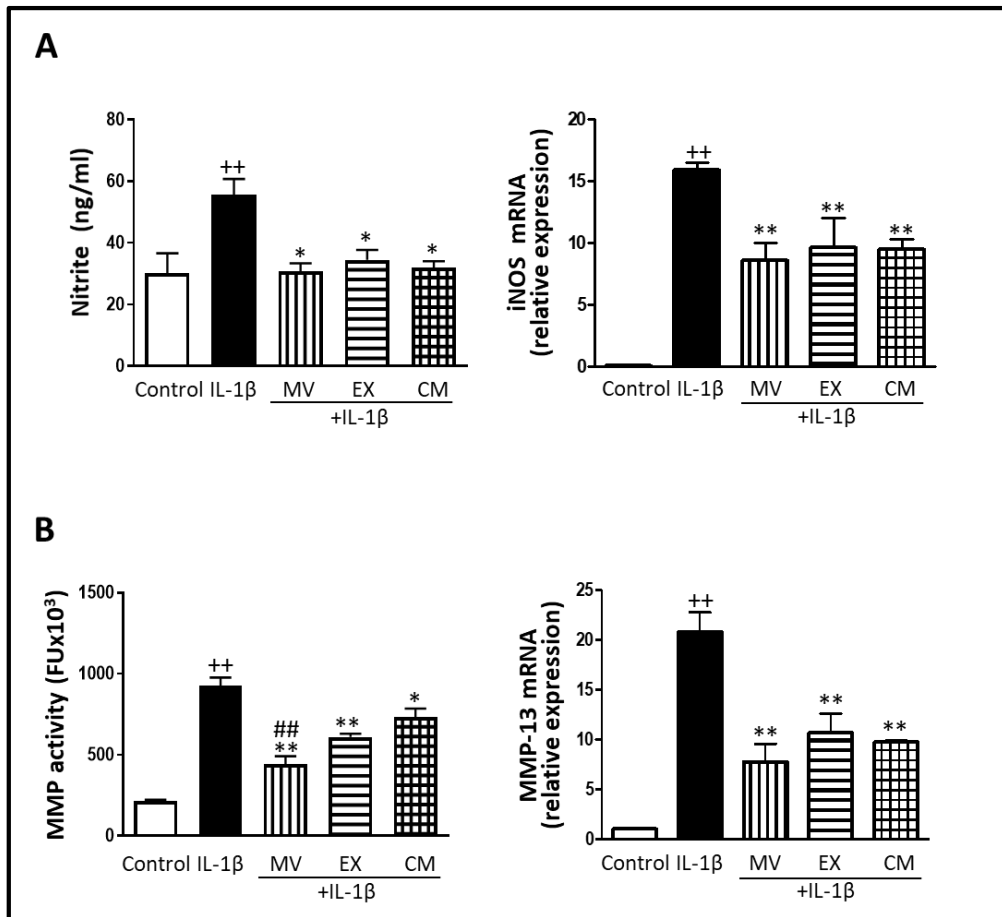 A
Nitrite (ng/ml)
80
60
40
20
0
++
*
*
*
Control IL-1β MV EX CM
+IL-1β
iNOS mRNA
(relative expression)
20
15
10
5
0
++
**
**
**
Control IL-1β MV EX CM
+IL-1β
B
MMP activity (FUx10³)
1500
1000
500
0
++
##
**
**
*
Control IL-1β MV EX CM
+IL-1β
MMP-13 mRNA
(relative expression)
25
20
15
10
5
0
++
**
**
**
Control IL-1β MV EX CM
+IL-1β